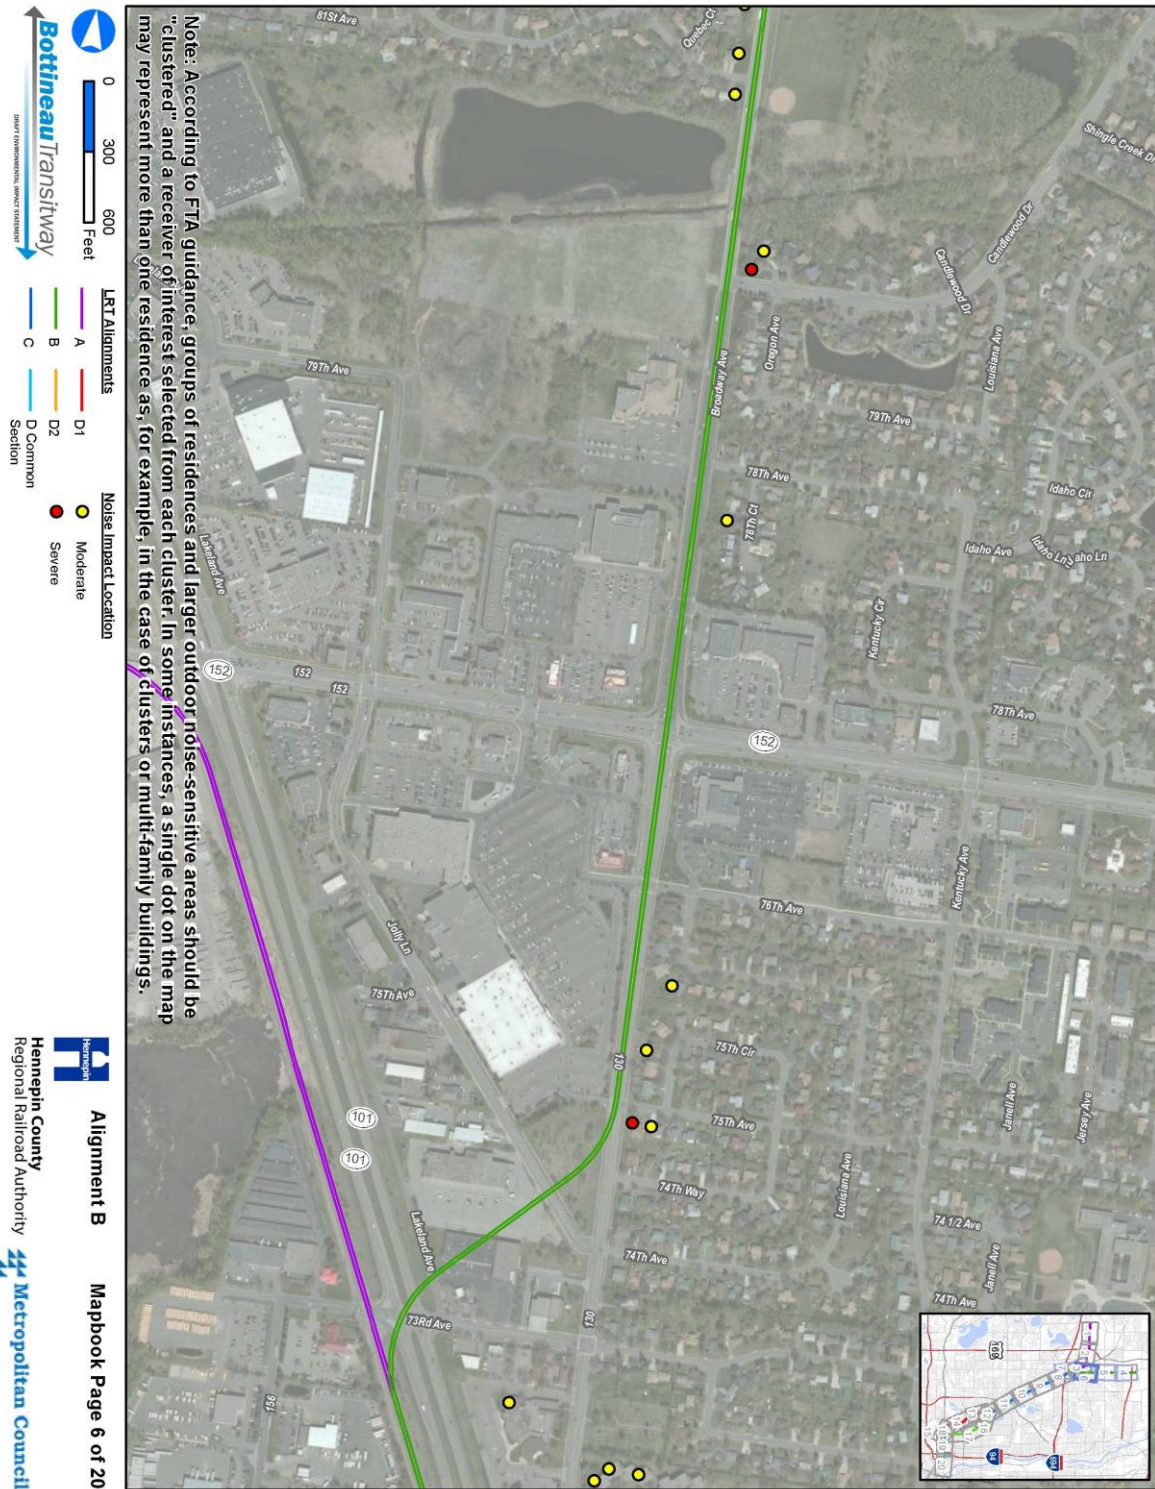 81St Ave
Quebec Ct
Shingle Creek Dr
Candlewood Dr
Candlewood Dr
Louisiana Ave
Oregon Ave
Broadway Ave
79Th Ave
79Th Ave
78Th Ave
78Th Ct
Idaho Cir
Idaho Ave
Idaho Ln
Kentucky Cir
Lakeland Ave
152
152
152
152
78Th Ave
Kentucky Ave
76Th Ave
Jolly Ln
75Th Ave
75Th Cir
130
75Th Ave
Janell Ave
Jersey Ave
101
101
74Th Way
Louisiana Ave
74 1/2 Ave
Janell Ave
74Th Ave
74Th Ave
Lakeland Ave
73Rd Ave
130
156
Note: According to FTA guidance, groups of residences and larger outdoor noise-sensitive areas should be
"clustered" and a receiver of interest selected from each cluster. In some instances, a single dot on the map
may represent more than one residence as, for example, in the case of clusters or multi-family buildings.
169
94
694
0 300 600
Feet
Bottineau Transitway
DRAFT ENVIRONMENTAL IMPACT STATEMENT
LRT Alignments
A D1
B D2
C D Common
Section
Noise Impact Location
Moderate
Severe
Hennepin
Hennepin County
Regional Railroad Authority
Metropolitan Council
Alignment B Mapbook Page 6 of 20